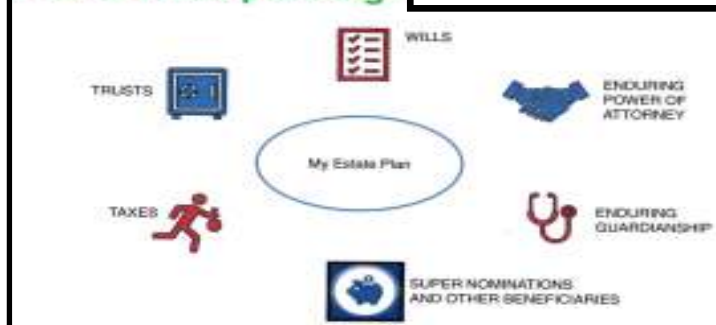 WILLS
TRUSTS
ENDURING
POWER OF
ATTORNEY
My Estate Plan
TAXES
ENDURING
GUARDIANSHIP
SUPER NOMINATIONS
AND OTHER BENEFICIARIES